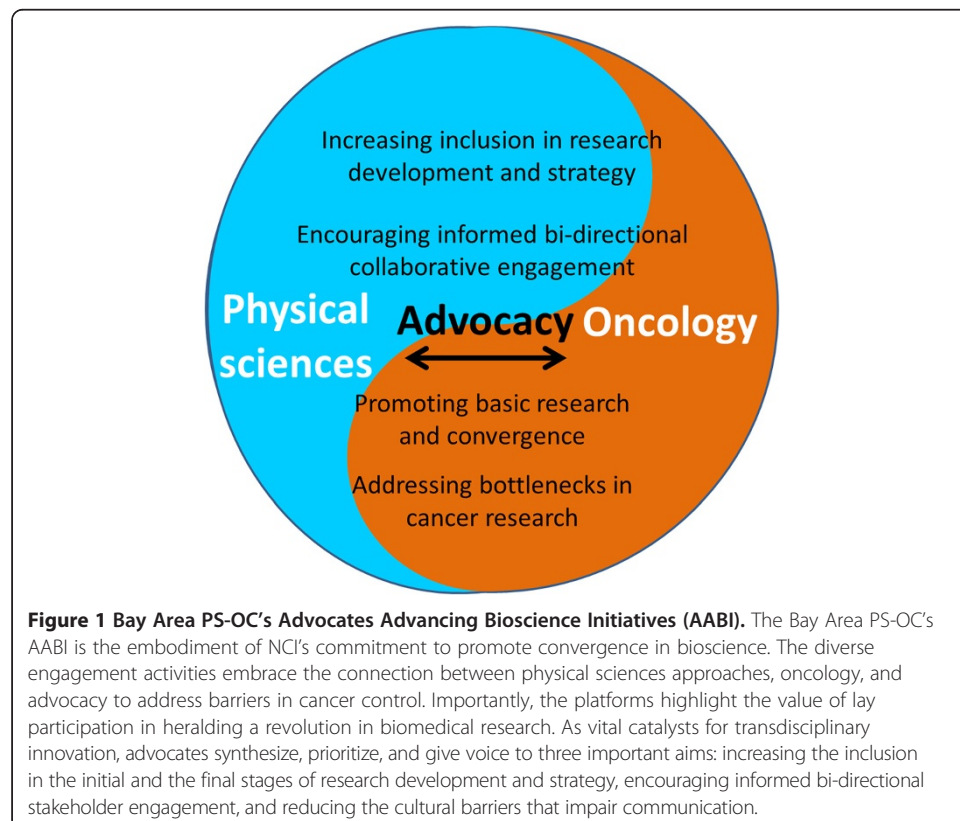 Increasing inclusion in research
development and strategy
Encouraging informed bi-directional
collaborative engagement
Physical
sciences
Advocacy
Oncology
Promoting basic research
and convergence
Addressing bottlenecks in
cancer research
Figure 1 Bay Area PS-OC's Advocates Advancing Bioscience Initiatives (AABI). The Bay Area PS-OC's
AABI is the embodiment of NCI's commitment to promote convergence in bioscience. The diverse
engagement activities embrace the connection between physical sciences approaches, oncology, and
advocacy to address barriers in cancer control. Importantly, the platforms highlight the value of lay
participation in heralding a revolution in biomedical research. As vital catalysts for transdisciplinary
innovation, advocates synthesize, prioritize, and give voice to three important aims: increasing the inclusion
in the initial and the final stages of research development and strategy, encouraging informed bi-directional
stakeholder engagement, and reducing the cultural barriers that impair communication.